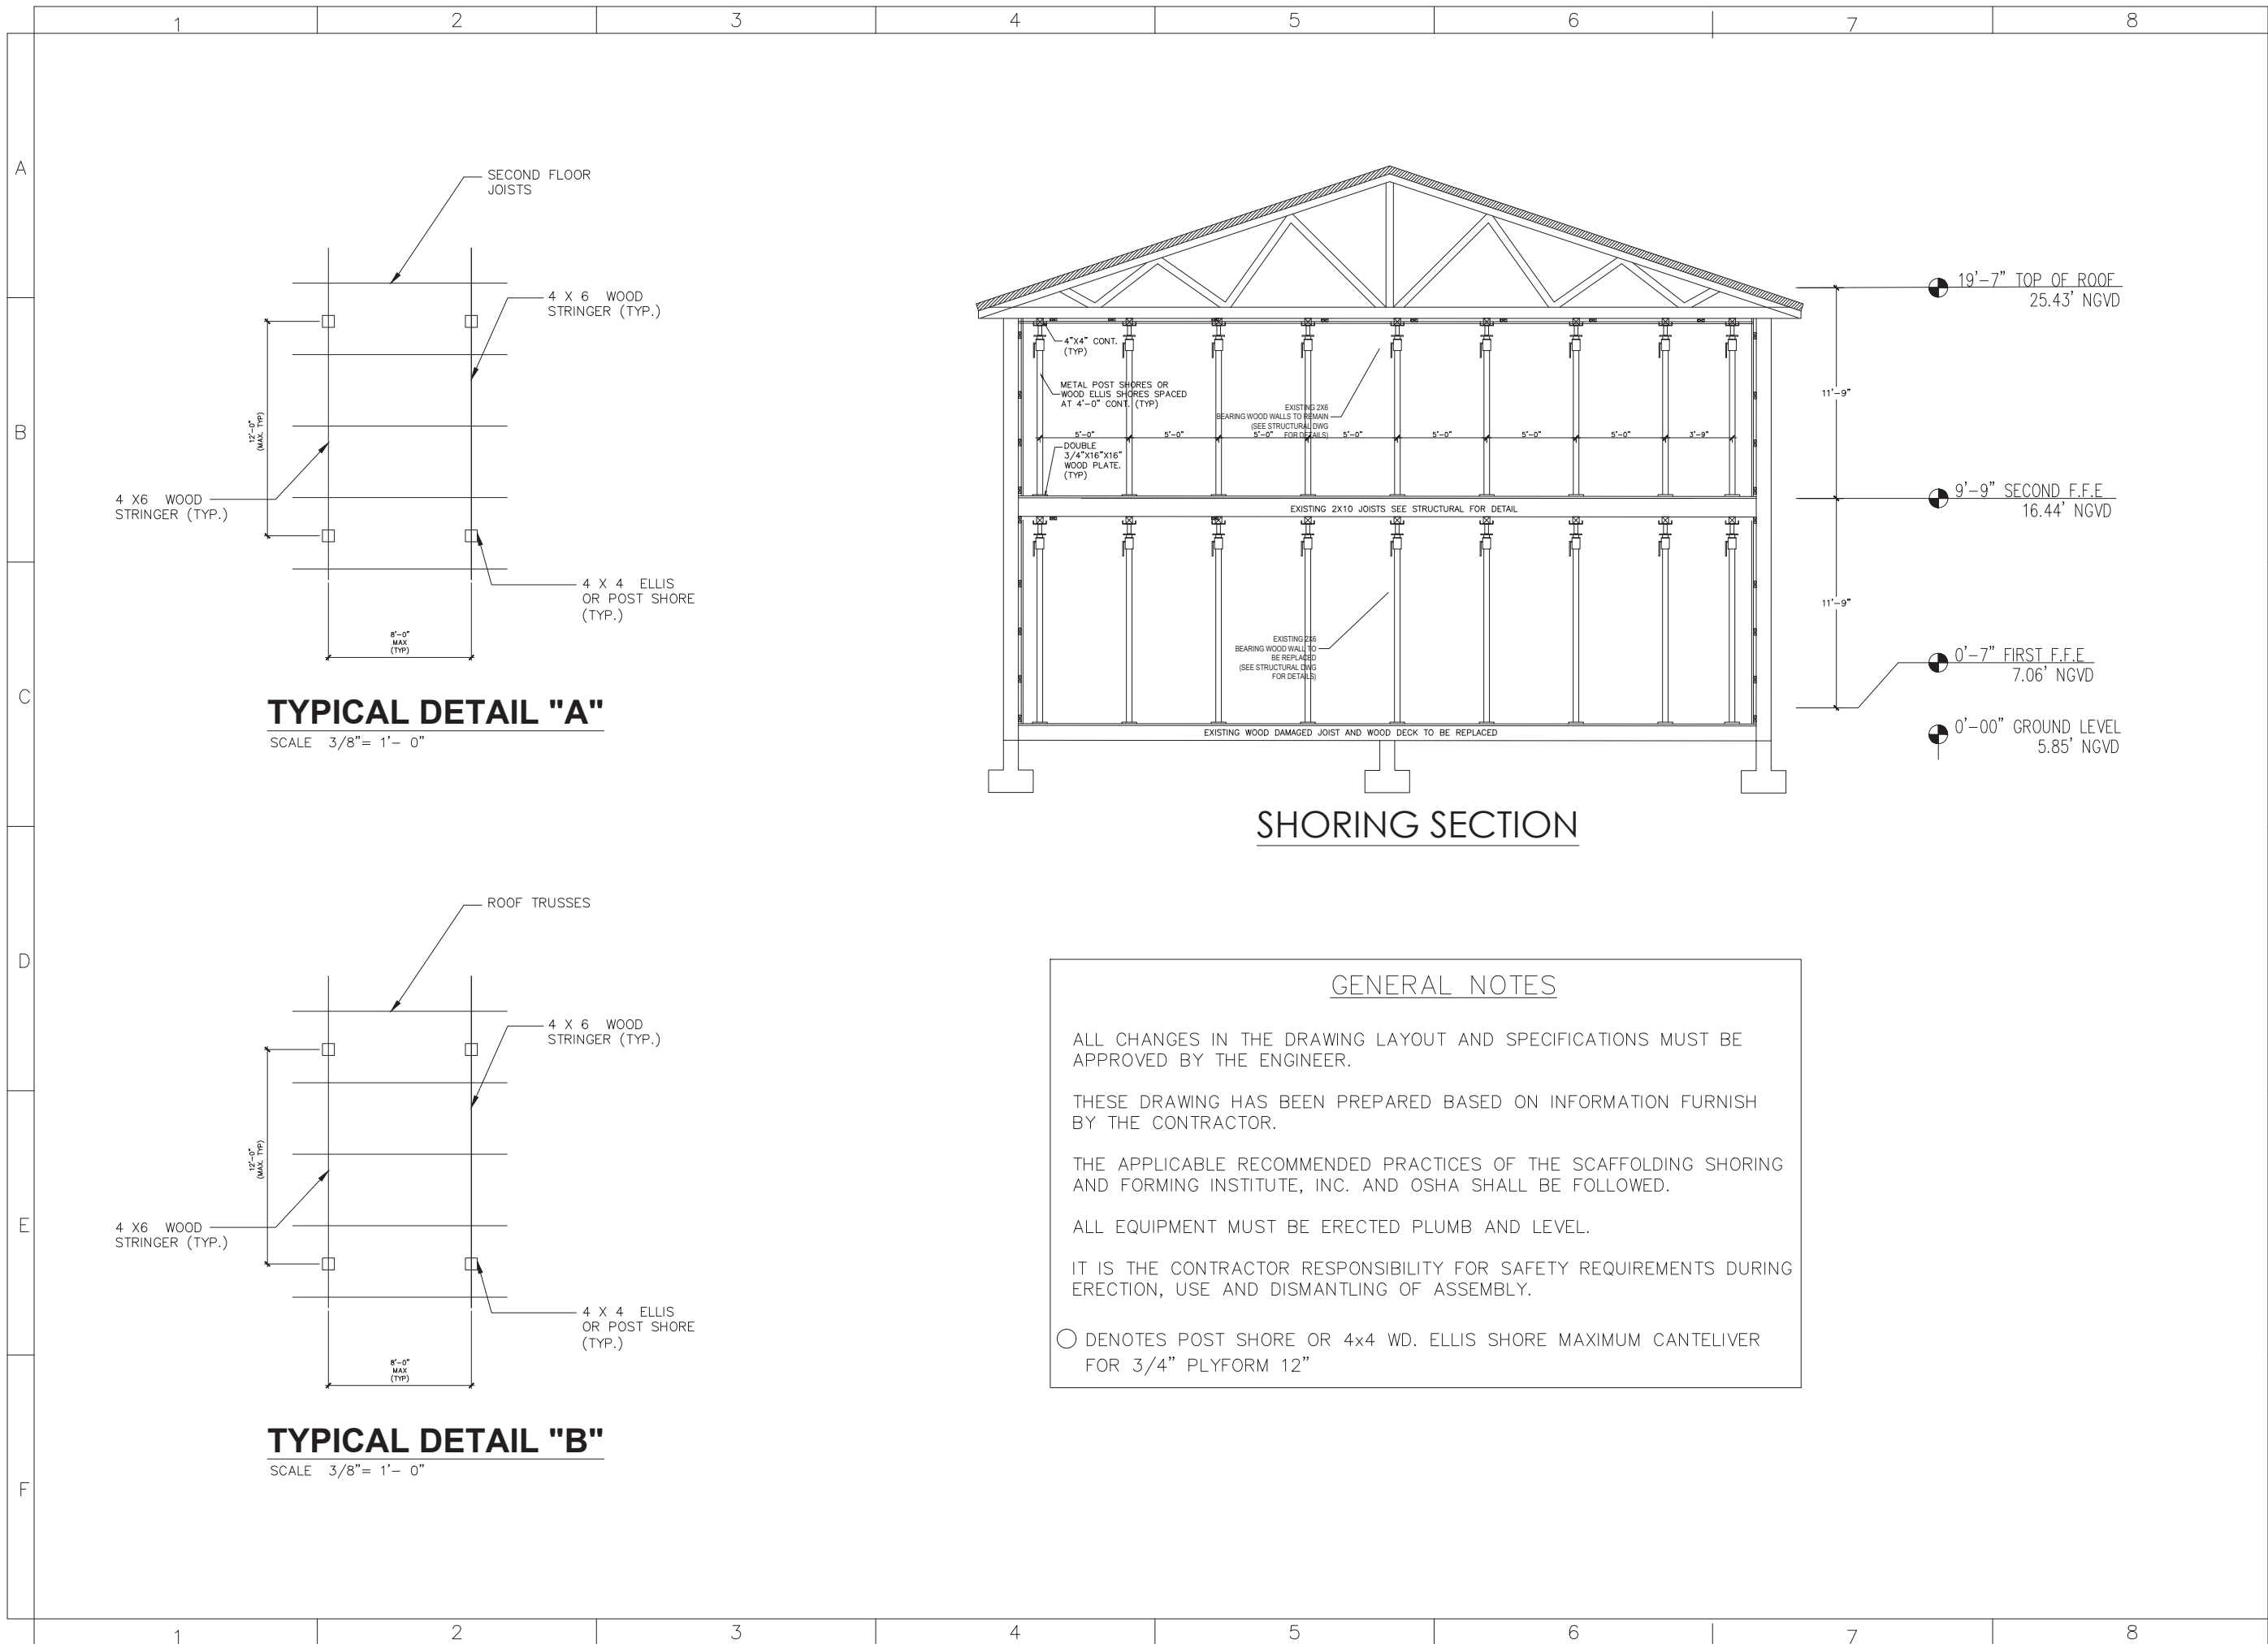 1 2 3 4 5 6 7 8
A
B
C
D
E
F
SECOND FLOOR
JOISTS
4 X 6 WOOD
STRINGER (TYP.)
12'-0"
(MAX. TYP)
4 X6 WOOD
STRINGER (TYP.)
4 X 4 ELLIS
OR POST SHORE
(TYP.)
8'-0"
MAX
(TYP)
TYPICAL DETAIL "A"
SCALE 3/8"= 1'- 0"
ROOF TRUSSES
4 X 6 WOOD
STRINGER (TYP.)
12'-0"
(MAX. TYP)
4 X6 WOOD
STRINGER (TYP.)
4 X 4 ELLIS
OR POST SHORE
(TYP.)
8'-0"
MAX
(TYP)
TYPICAL DETAIL "B"
SCALE 3/8"= 1'- 0"
4"X4" CONT.
(TYP)
METAL POST SHORES OR
WOOD ELLIS SHORES SPACED
AT 4'-0" CONT. (TYP)
EXISTING 2X6
BEARING WOOD WALLS TO REMAIN
(SEE STRUCTURAL DWG
FOR DETAILS)
5'-0" 5'-0" 5'-0" 5'-0" 5'-0" 5'-0" 5'-0" 3'-9"
DOUBLE
3/4"X16"X16"
WOOD PLATE.
(TYP)
EXISTING 2X10 JOISTS SEE STRUCTURAL FOR DETAIL
EXISTING 2X6
BEARING WOOD WALL TO
BE REPLACED
(SEE STRUCTURAL DWG
FOR DETAILS)
EXISTING WOOD DAMAGED JOIST AND WOOD DECK TO BE REPLACED
11'-9"
11'-9"
19'-7" TOP OF ROOF
25.43' NGVD
9'-9" SECOND F.F.E
16.44' NGVD
0'-7" FIRST F.F.E
7.06' NGVD
0'-00" GROUND LEVEL
5.85' NGVD
SHORING SECTION
GENERAL NOTES
ALL CHANGES IN THE DRAWING LAYOUT AND SPECIFICATIONS MUST BE
APPROVED BY THE ENGINEER.
THESE DRAWING HAS BEEN PREPARED BASED ON INFORMATION FURNISH
BY THE CONTRACTOR.
THE APPLICABLE RECOMMENDED PRACTICES OF THE SCAFFOLDING SHORING
AND FORMING INSTITUTE, INC. AND OSHA SHALL BE FOLLOWED.
ALL EQUIPMENT MUST BE ERECTED PLUMB AND LEVEL.
IT IS THE CONTRACTOR RESPONSIBILITY FOR SAFETY REQUIREMENTS DURING
ERECTION, USE AND DISMANTLING OF ASSEMBLY.
DENOTES POST SHORE OR 4x4 WD. ELLIS SHORE MAXIMUM CANTELIVER
FOR 3/4" PLYFORM 12"
1 2 3 4 5 6 7 8